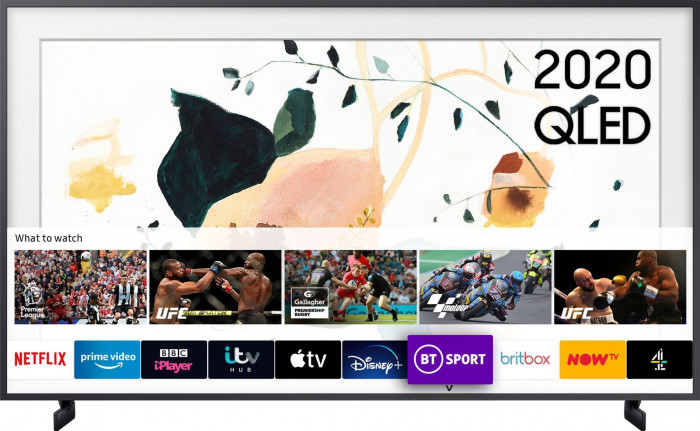 2020
QLED
What to watch
Premier
League
UFC
Gallagher
PREMIERSHIP
RUGBY
motogp
UFC
NETFLIX
prime video
BBC
iPlayer
itv
HUB
tv
Disney+
BT SPORT
britbox
NOW TV
4